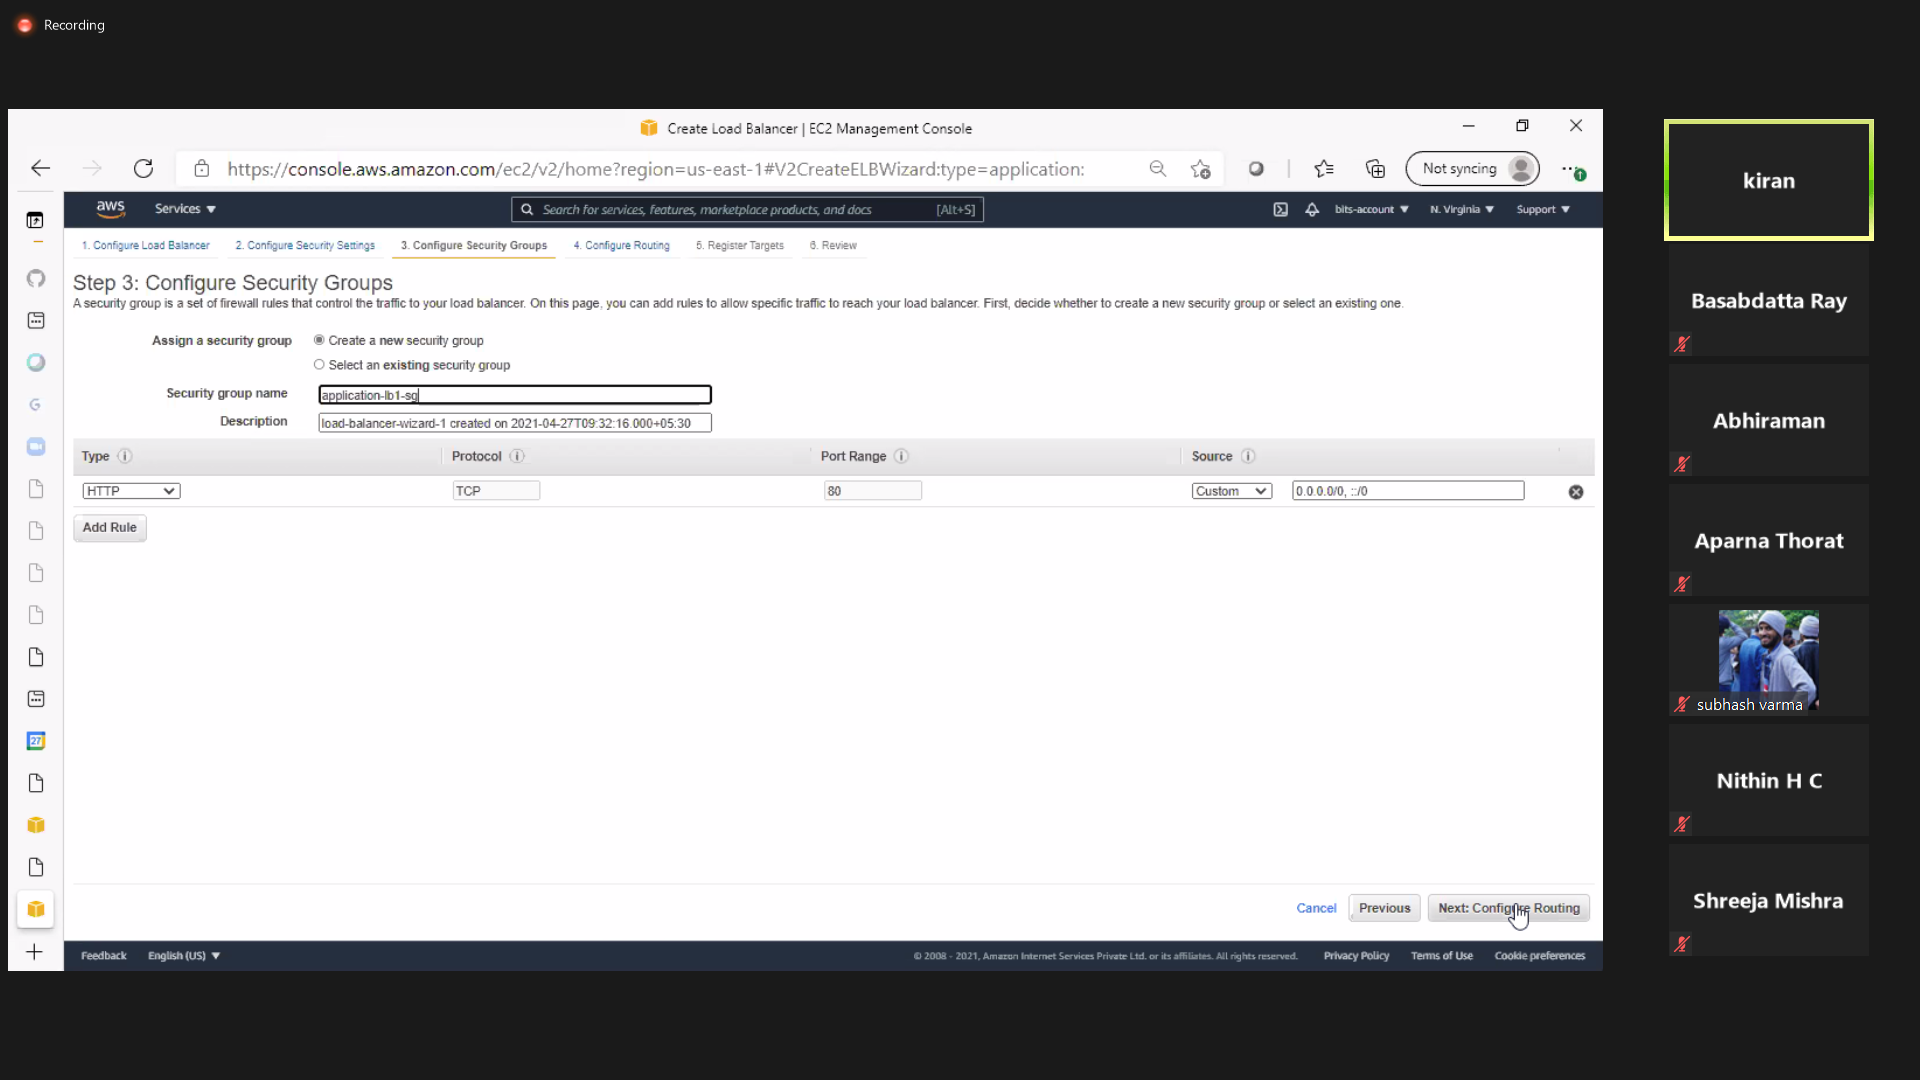 Recording
Create Load Balancer | EC2 Management Console
https://console.aws.amazon.com/ec2/v2/home?region=us-east-1#V2CreateELBWizard:type=application:
Not syncing
aws
Services
Search for services, features, marketplace products, and docs
[Alt+S]
bits-account
N. Virginia
Support
1. Configure Load Balancer
2. Configure Security Settings
3. Configure Security Groups
4. Configure Routing
5. Register Targets
6. Review
Step 3: Configure Security Groups
A security group is a set of firewall rules that control the traffic to your load balancer. On this page, you can add rules to allow specific traffic to reach your load balancer. First, decide whether to create a new security group or select an existing one.
Assign a security group
Create a new security group
Select an existing security group
Security group name
application-lb1-sg
Description
load-balancer-wizard-1 created on 2021-04-27T09:32:16.000+05:30
Type
Protocol
Port Range
Source
HTTP
TCP
80
Custom
0.0.0.0/0, ::/0
Add Rule
Cancel
Previous
Next: Configure Routing
Feedback
English (US)
© 2008 - 2021, Amazon Internet Services Private Ltd. or its affiliates. All rights reserved.
Privacy Policy
Terms of Use
Cookie preferences
27
kiran
Basabdatta Ray
Abhiraman
Aparna Thorat
subhash varma
Nithin H C
Shreeja Mishra